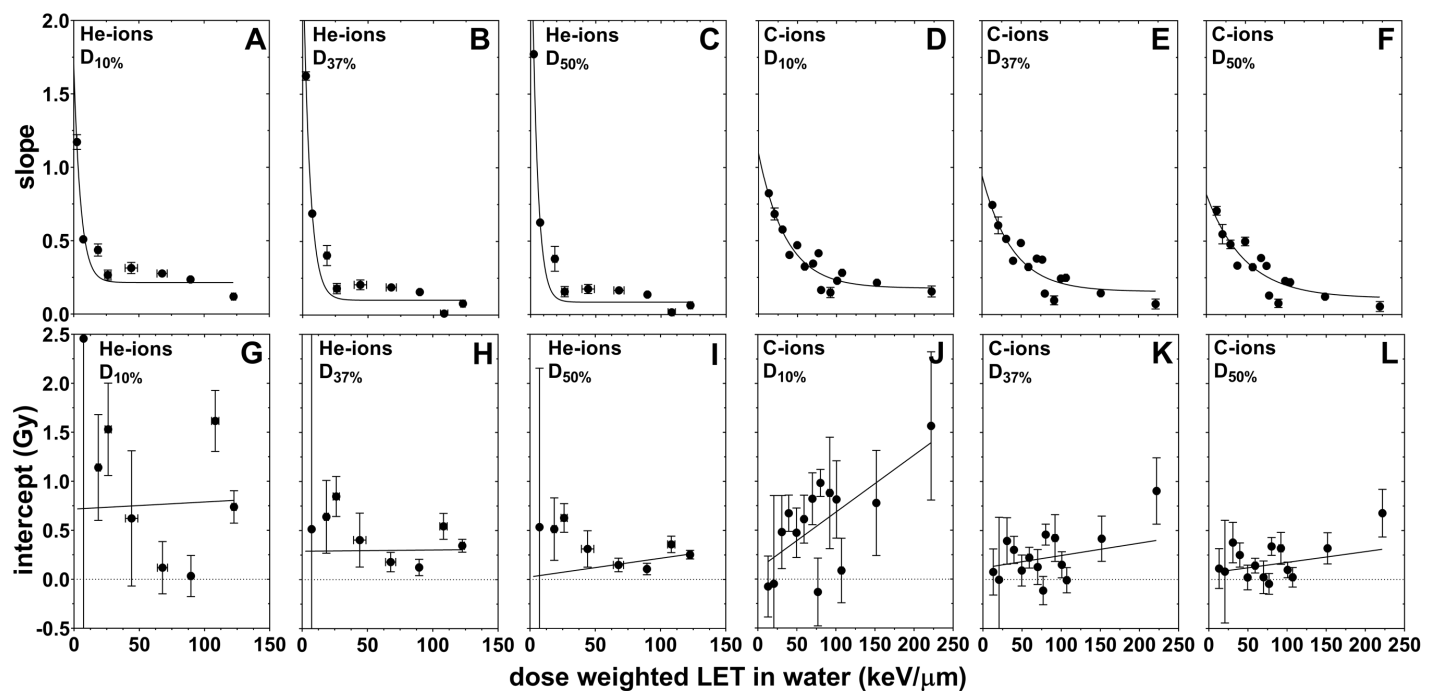 He-ions A
D10%
He-ions B
D37%
He-ions C
D50%
C-ions D
D10%
C-ions E
D37%
C-ions F
D50%
slope
2.0
1.5
1.0
0.5
0.0
He-ions G
D10%
He-ions H
D37%
He-ions I
D50%
C-ions J
D10%
C-ions K
D37%
C-ions L
D50%
intercept (Gy)
2.5
2.0
1.5
1.0
0.5
0.0
-0.5
0 50 100 150
0 50 100 150
0 50 100 150
0 50 100 150 200 250
0 50 100 150 200 250
0 50 100 150 200 250
dose weighted LET in water (keV/μm)